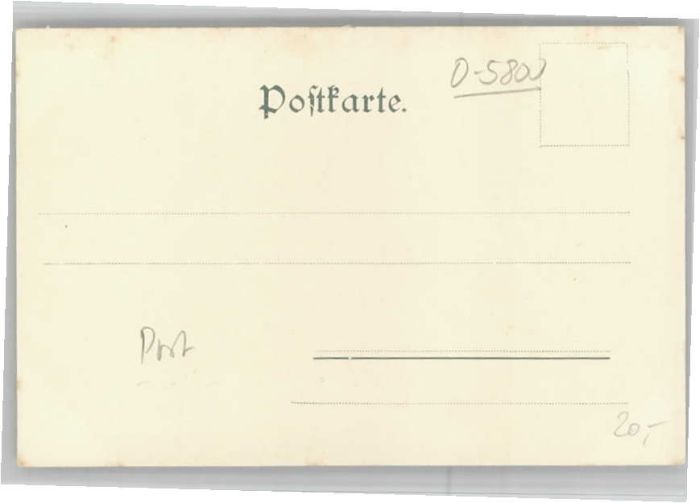 D-5800
Poſtkarte.
Post
20,-